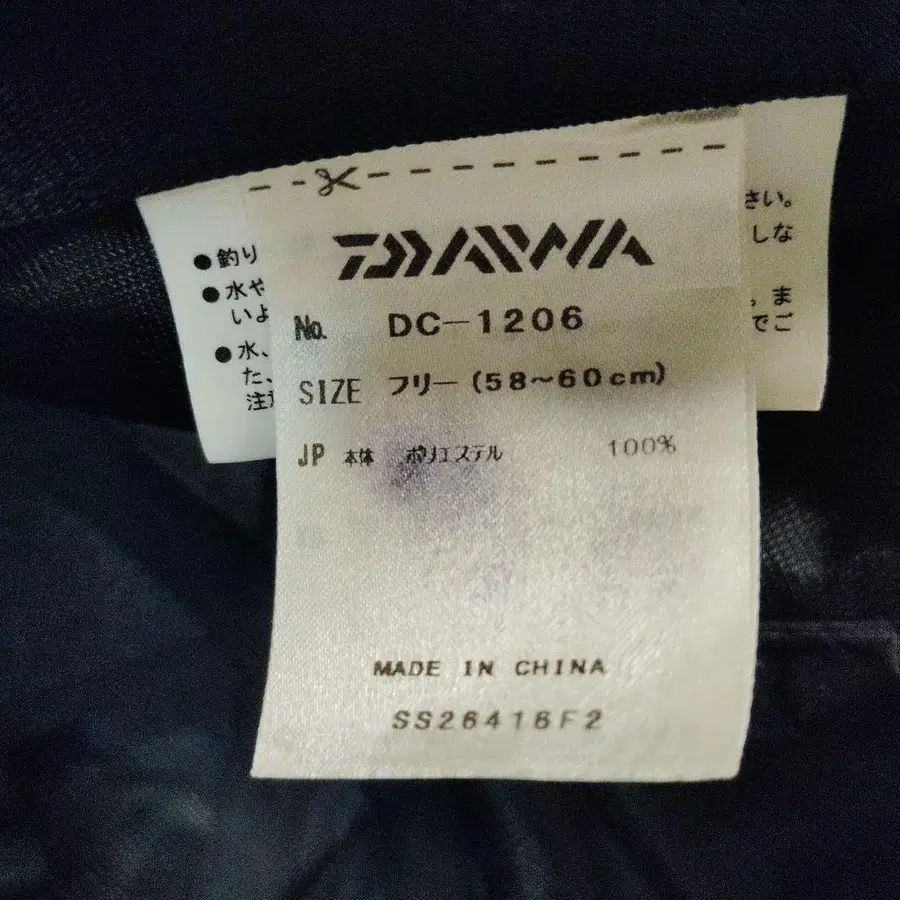 DAIWA
No. DC-1206
SIZE フリー (58~60cm)
JP 本体 ポリエステル 100%
MADE IN CHINA
SS26416F2
●釣り
●水や
いよ
●水、
た、
注意
さい。
しな
。ま
でご